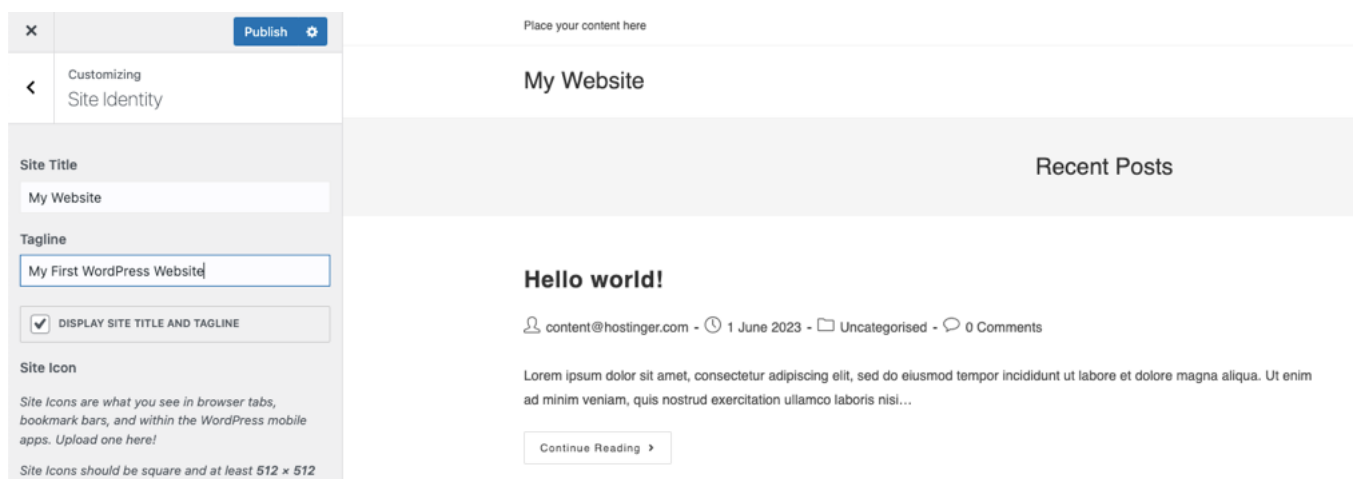 Publish
Customizing
Site Identity
Site Title
My Website
Tagline
My First WordPress Website
DISPLAY SITE TITLE AND TAGLINE
Site Icon
Site Icons are what you see in browser tabs,
bookmark bars, and within the WordPress mobile
apps. Upload one here!
Site Icons should be square and at least 512 × 512
Place your content here
My Website
Recent Posts
Hello world!
content@hostinger.com - 1 June 2023 - Uncategorised - 0 Comments
Lorem ipsum dolor sit amet, consectetur adipiscing elit, sed do eiusmod tempor incididunt ut labore et dolore magna aliqua. Ut enim
ad minim veniam, quis nostrud exercitation ullamco laboris nisi…
Continue Reading >